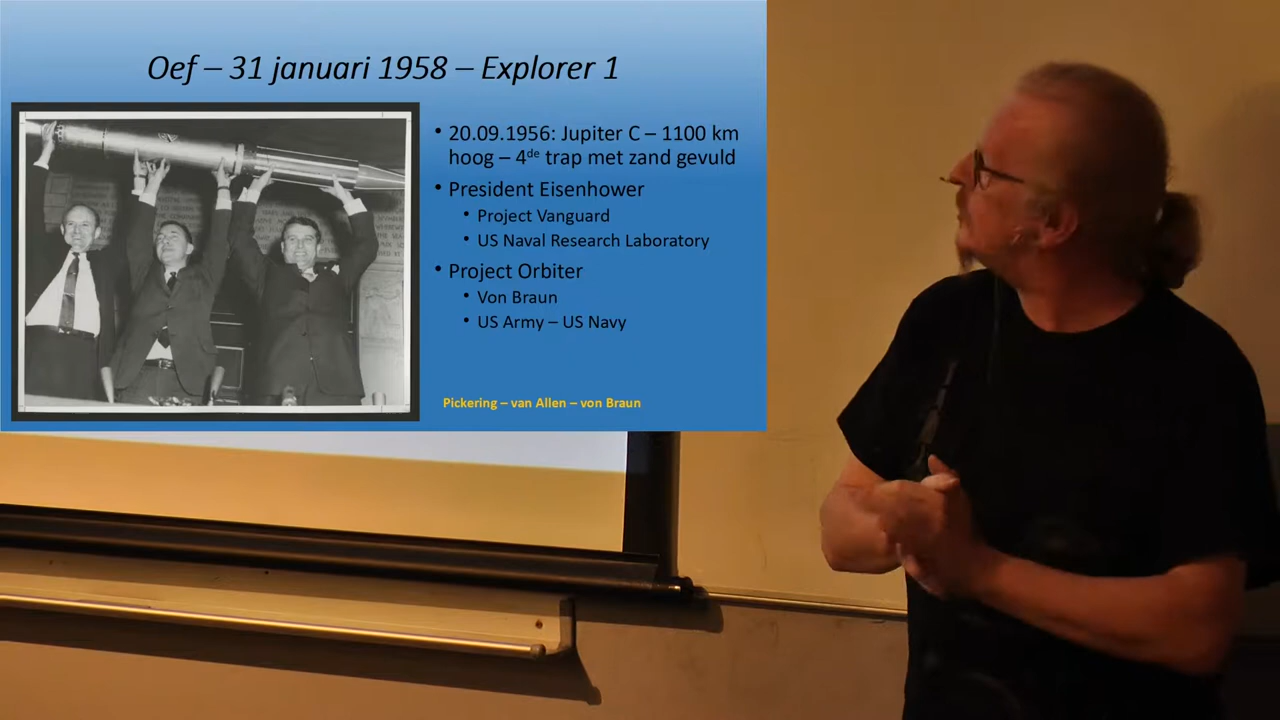 Oef – 31 januari 1958 – Explorer 1
• 20.09.1956: Jupiter C – 1100 km
hoog – 4de trap met zand gevuld
• President Eisenhower
• Project Vanguard
• US Naval Research Laboratory
• Project Orbiter
• Von Braun
• US Army – US Navy
Pickering – van Allen – von Braun